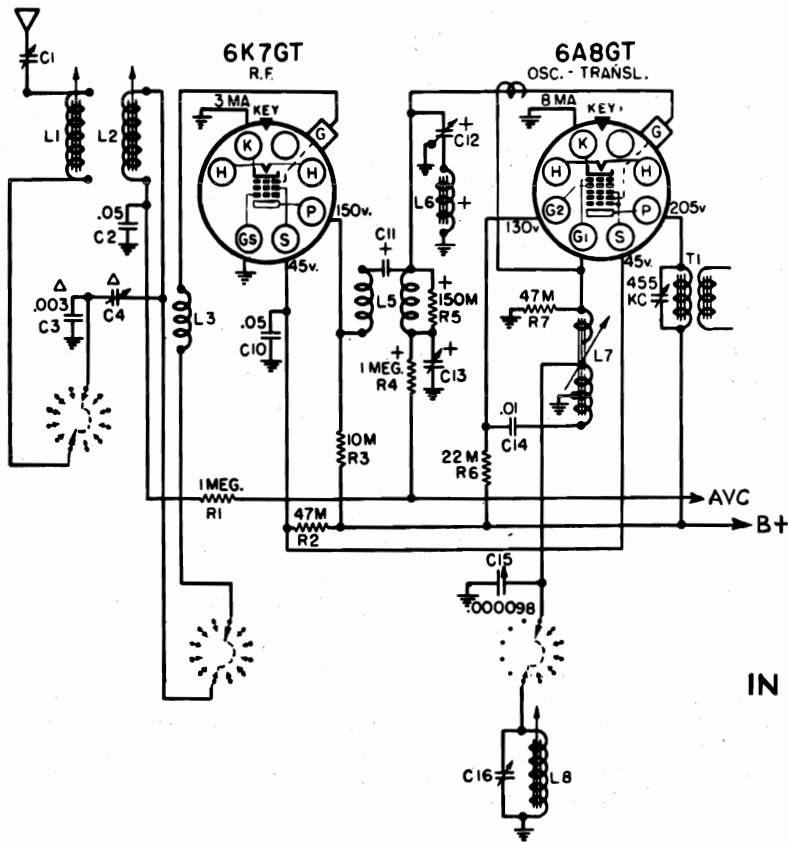 6K7GT
R.F.
6A8GT
OSC. - TRANSL.
C1
3 MA
KEY
8 MA
KEY
G
G
K
H
H
GS
S
P
K
H
H
G2
G1
S
P
L1
L2
C12
+
L6
+
150v.
130v
205v
45v.
45v.
.05
C2
C11
+
L5
+
150M
R5
47M
R7
455
KC
T1
Δ
.003
C3
Δ
C4
L3
.05
C10
+
1 MEG.
R4
+
C13
L7
.01
C14
10M
R3
22M
R6
1 MEG.
R1
AVC
47M
R2
B+
C15
.000098
IN
C16
L8